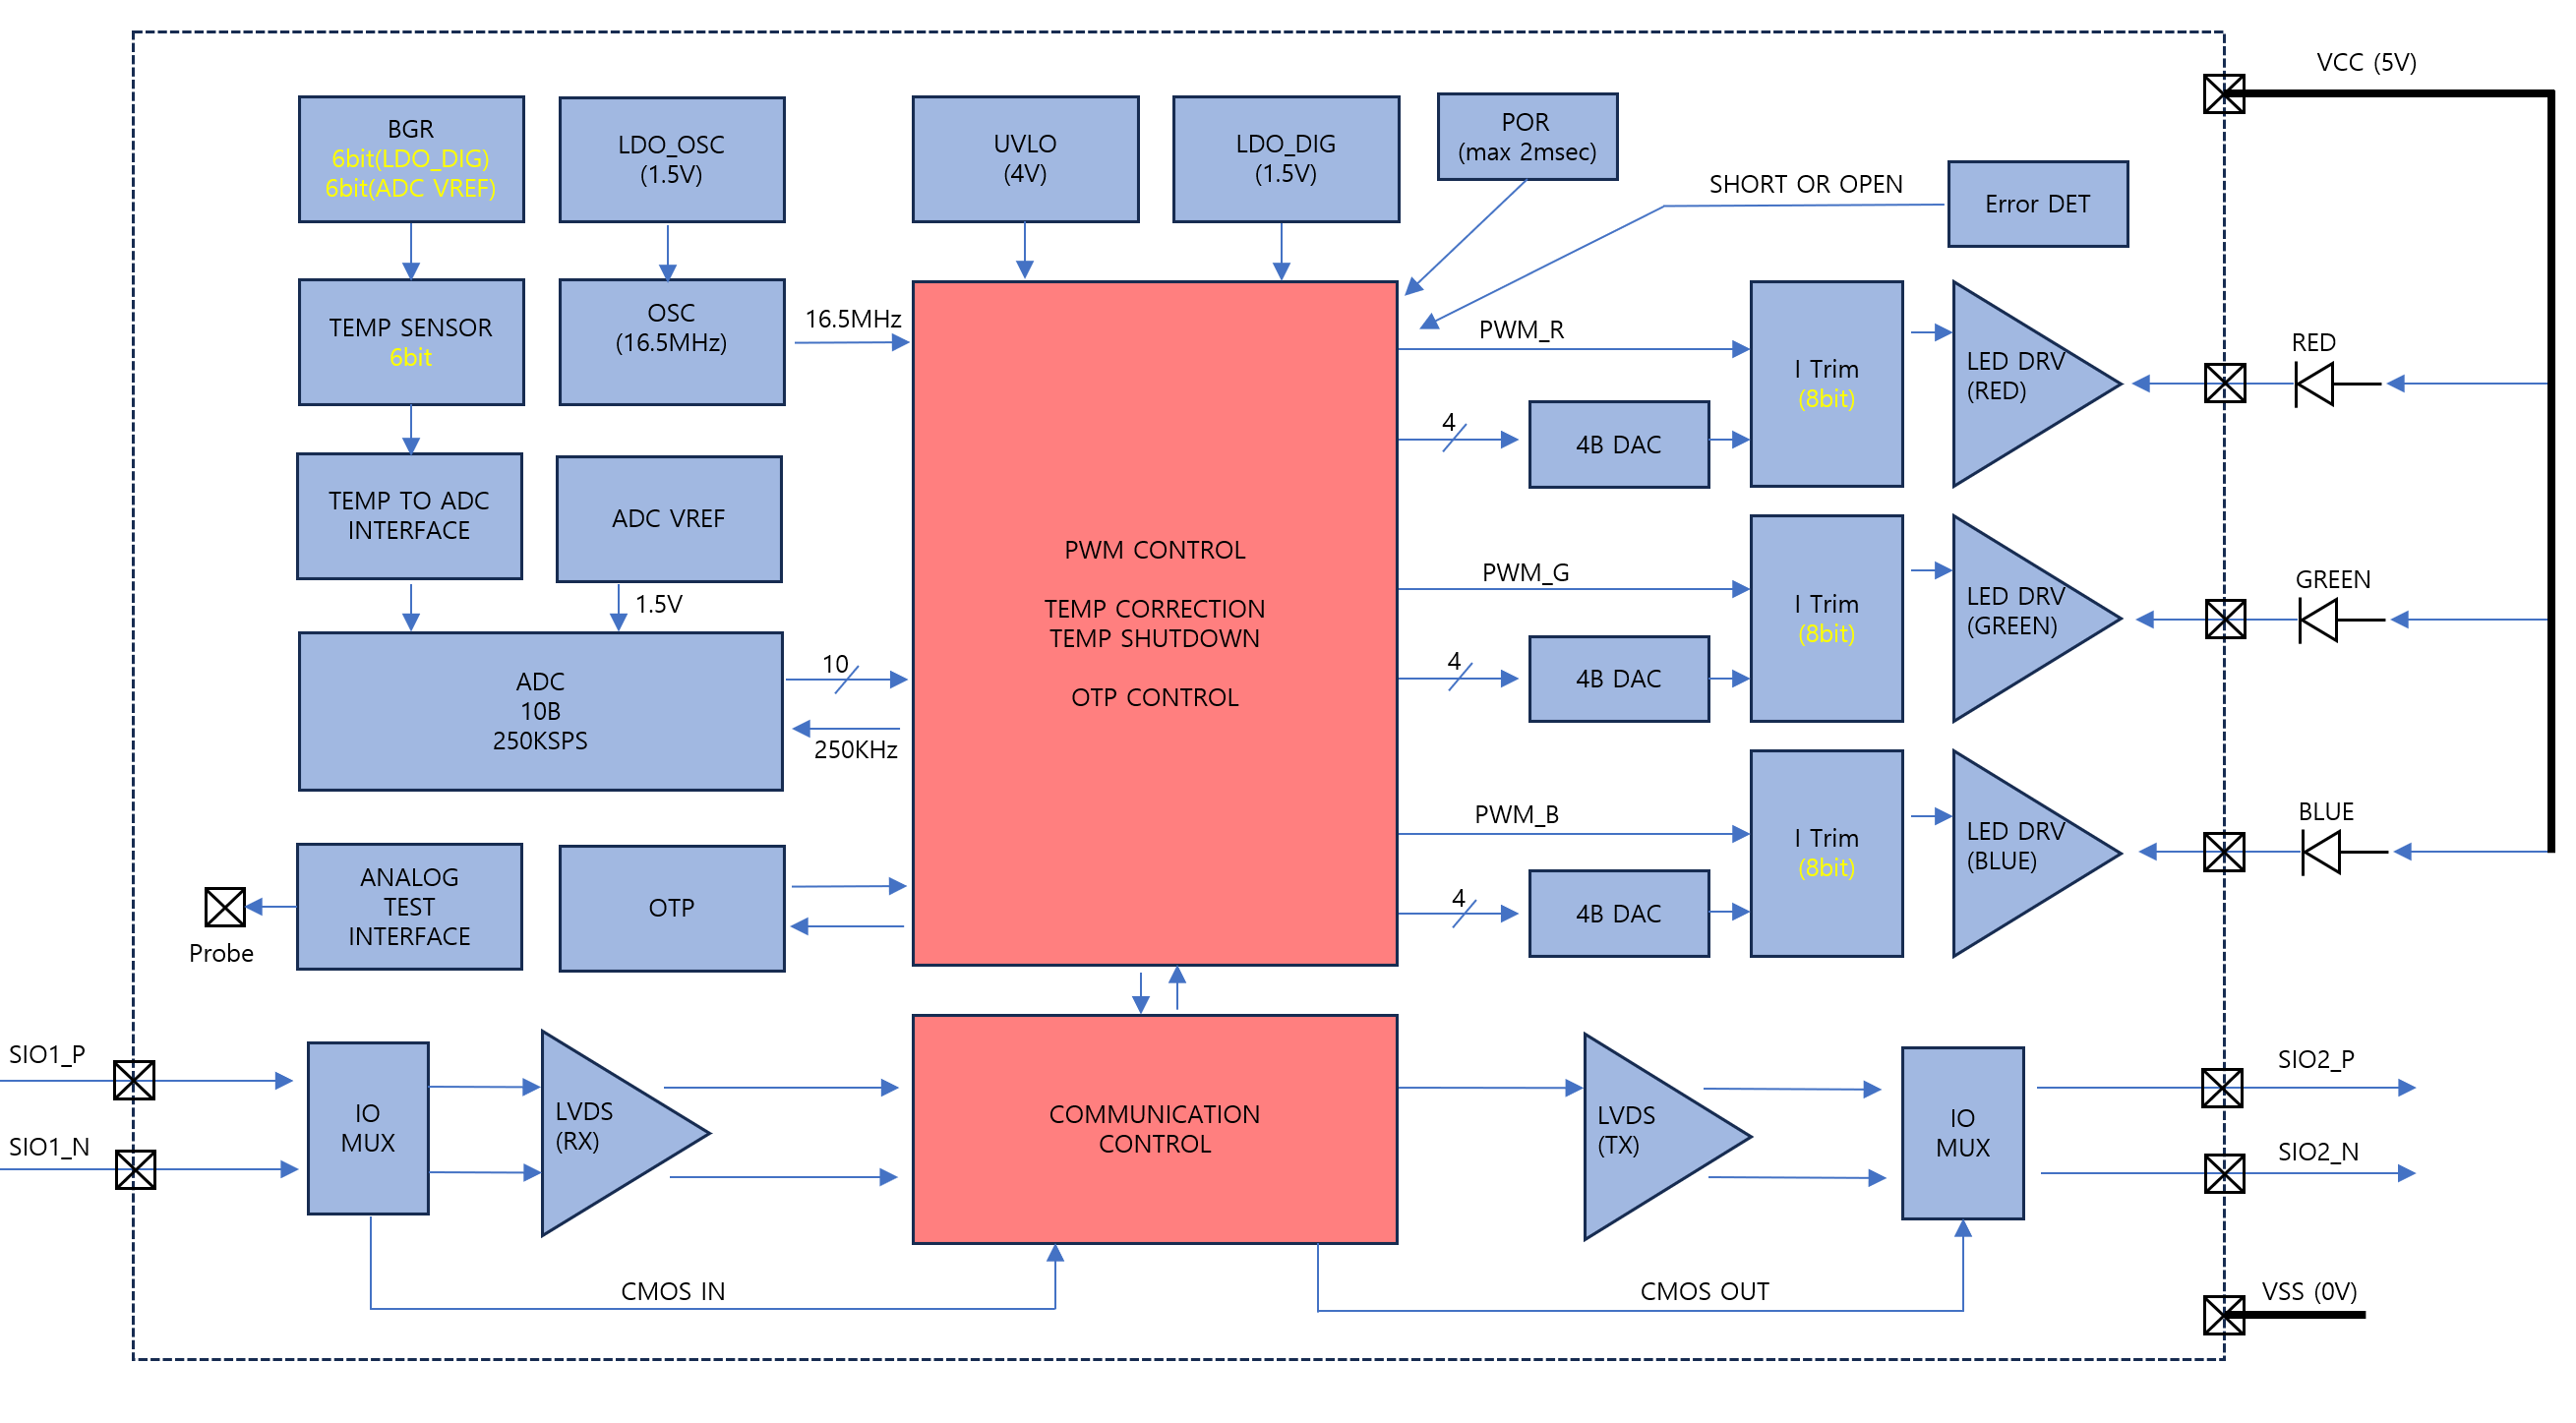 VCC (5V)
BGR
6bit(LDO_DIG)
6bit(ADC VREF)
LDO_OSC
(1.5V)
UVLO
(4V)
LDO_DIG
(1.5V)
POR
(max 2msec)
SHORT OR OPEN
Error DET
TEMP SENSOR
6bit
OSC
(16.5MHz)
16.5MHz
PWM_R
I Trim
(8bit)
LED DRV
(RED)
RED
4
4B DAC
TEMP TO ADC
INTERFACE
ADC VREF
1.5V
PWM CONTROL
TEMP CORRECTION
TEMP SHUTDOWN
OTP CONTROL
PWM_G
I Trim
(8bit)
LED DRV
(GREEN)
GREEN
4
4B DAC
ADC
10B
250KSPS
10
250KHz
PWM_B
I Trim
(8bit)
LED DRV
(BLUE)
BLUE
4
4B DAC
ANALOG
TEST
INTERFACE
OTP
Probe
SIO1_P
SIO1_N
IO
MUX
LVDS
(RX)
COMMUNICATION
CONTROL
LVDS
(TX)
IO
MUX
SIO2_P
SIO2_N
CMOS IN
CMOS OUT
VSS (0V)